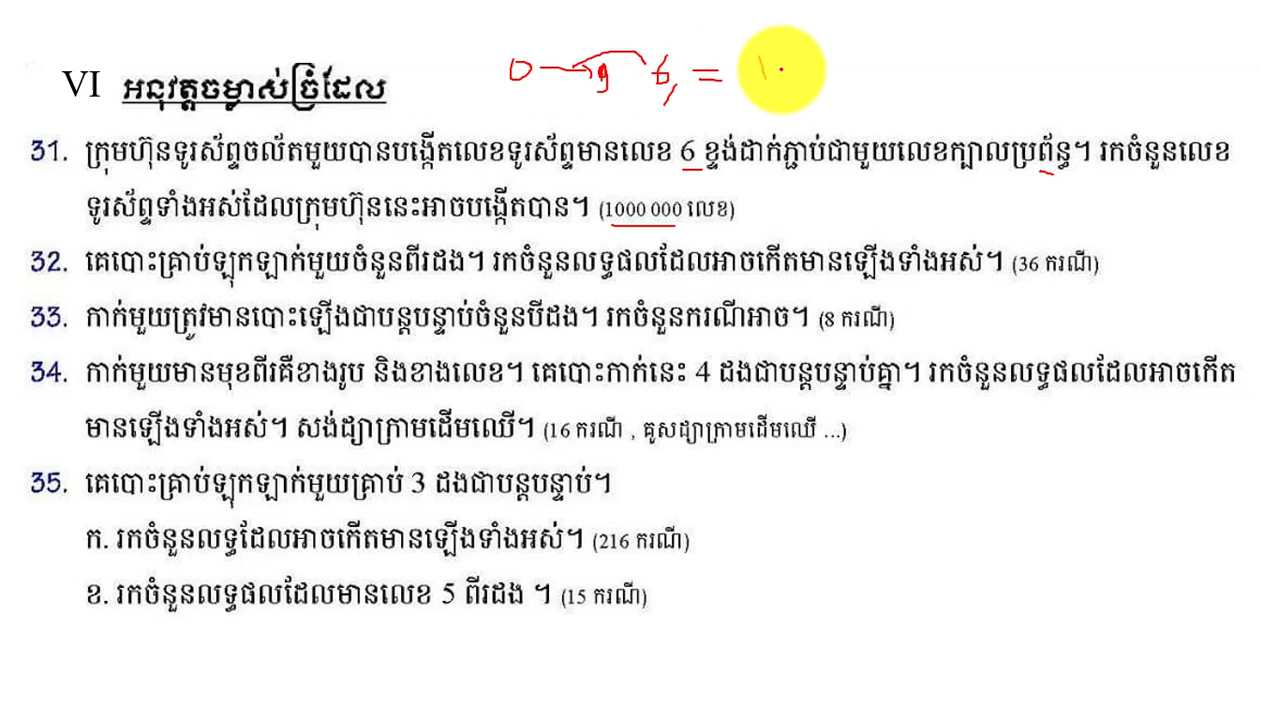 0 → 9 6, = 1
VI អនុវត្តចម្លាស់ច្រំដែល
31. ក្រុមហ៊ុនទូរស័ព្ទចល័តមួយបានបង្កើតលេខទូរស័ព្ទមានលេខ 6 ខ្ទង់ដាក់ភ្ជាប់ជាមួយលេខក្បាលប្រព័ន្ធ។ រកចំនួនលេខ
ទូរស័ព្ទទាំងអស់ដែលក្រុមហ៊ុននេះអាចបង្កើតបាន។ (1000 000 លេខ)
32. គេបោះគ្រាប់ឡុកឡាក់មួយចំនួនពីរដង។ រកចំនួនលទ្ធផលដែលអាចកើតមានឡើងទាំងអស់។ (36 ករណី)
33. កាក់មួយត្រូវមានបោះឡើងជាបន្តបន្ទាប់ចំនួនបីដង។ រកចំនួនករណីអាច។ (8 ករណី)
34. កាក់មួយមានមុខពីរគឺខាងរូប និងខាងលេខ។ គេបោះកាក់នេះ 4 ដងជាបន្តបន្ទាប់គ្នា។ រកចំនួនលទ្ធផលដែលអាចកើត
មានឡើងទាំងអស់។ សង់ដ្យាក្រាមដើមឈើ។ (16 ករណី , គូសដ្យាក្រាមដើមឈើ ...)
35. គេបោះគ្រាប់ឡុកឡាក់មួយគ្រាប់ 3 ដងជាបន្តបន្ទាប់។
ក. រកចំនួនលទ្ធដែលអាចកើតមានឡើងទាំងអស់។ (216 ករណី)
ខ. រកចំនួនលទ្ធផលដែលមានលេខ 5 ពីរដង ។ (15 ករណី)